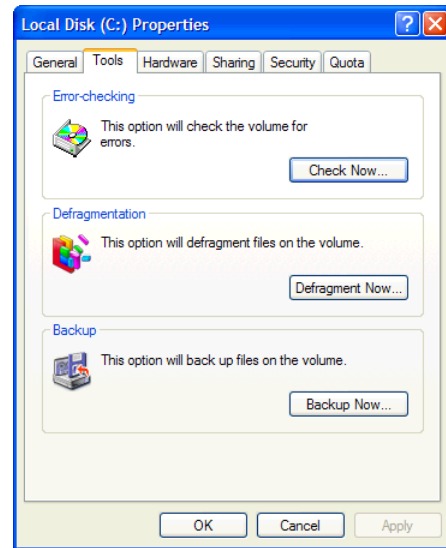 Local Disk (C:) Properties
?
General Tools Hardware Sharing Security Quota
Error-checking
This option will check the volume for
errors.
Check Now...
Defragmentation
This option will defragment files on the volume.
Defragment Now...
Backup
This option will back up files on the volume.
Backup Now...
OK Cancel Apply